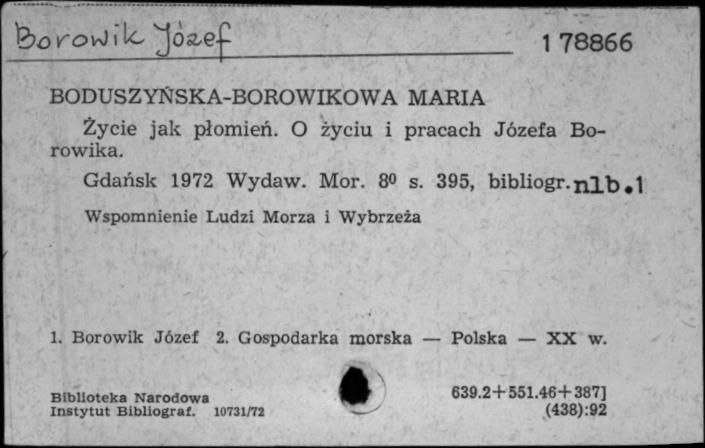 Borowik Józef
178866
BODUSZYŃSKA-BOROWIKOWA MARIA
Życie jak płomień. O życiu i pracach Józefa Bo-
rowika.
Gdańsk 1972 Wydaw. Mor. 8⁰ s. 395, bibliogr. nlb.1
Wspomnienie Ludzi Morza i Wybrzeża
1. Borowik Józef 2. Gospodarka morska — Polska — XX w.
Biblioteka Narodowa
Instytut Bibliograf. 10731/72
639.2+551.46+387]
(438):92